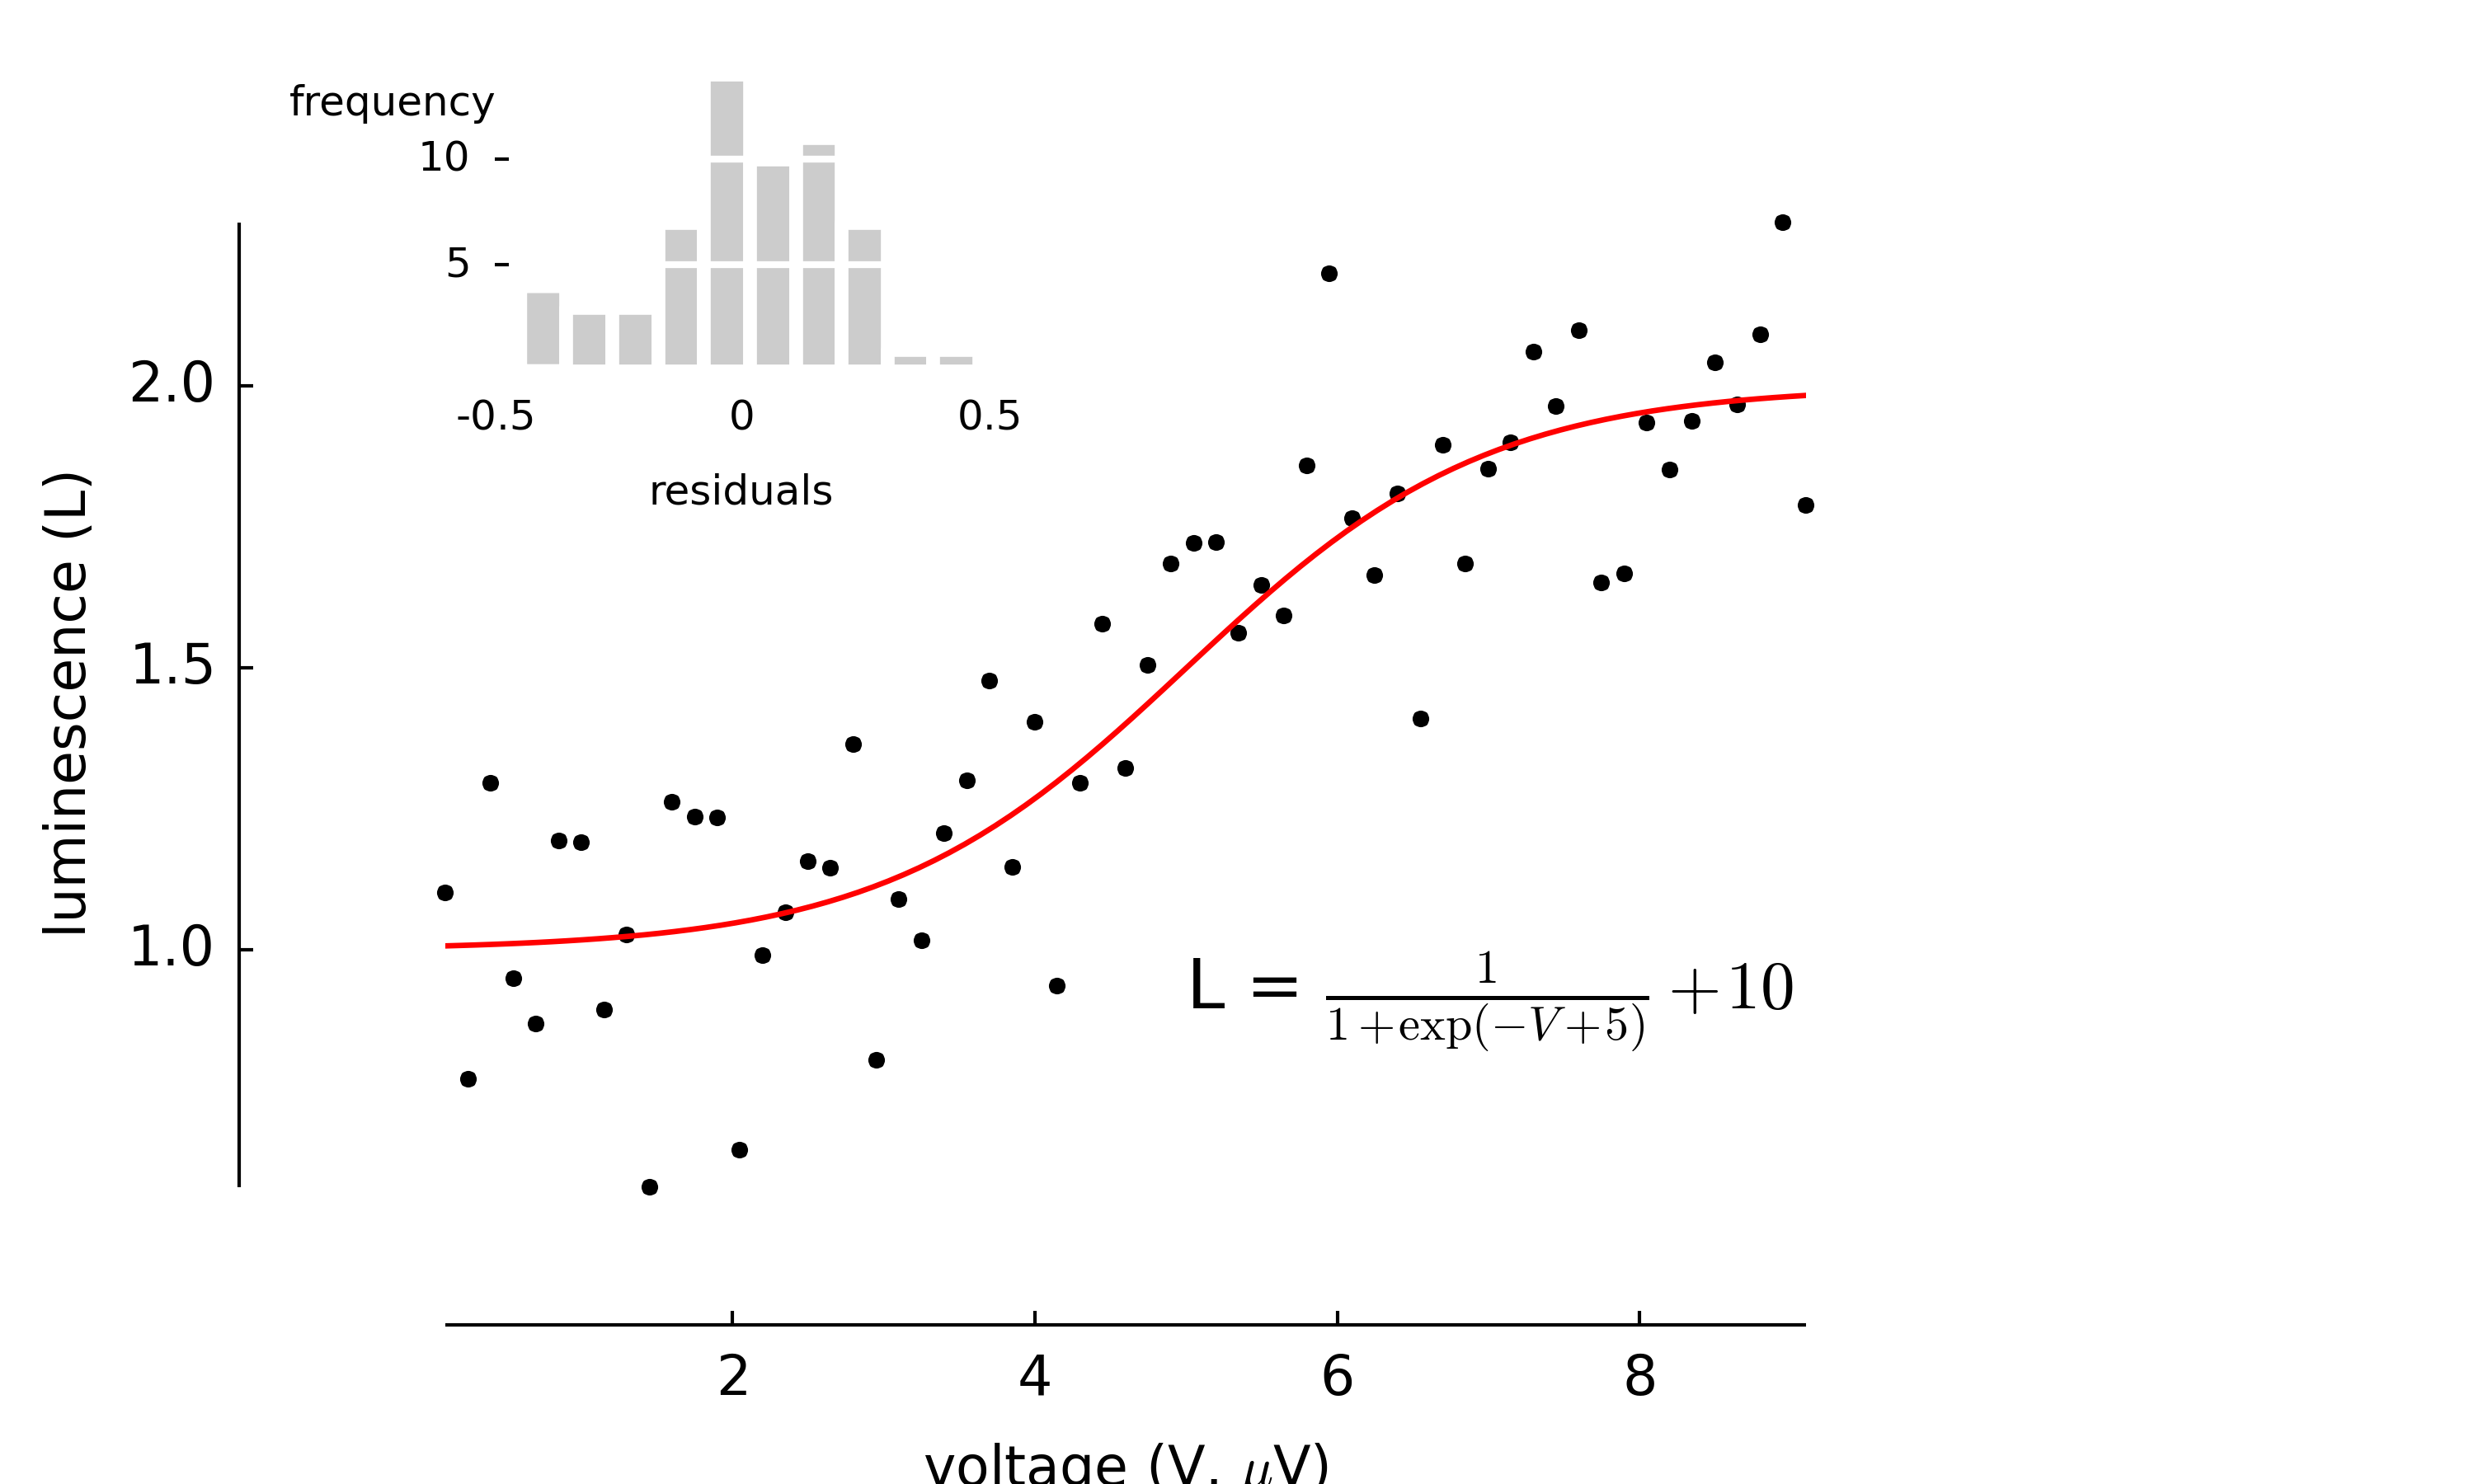 frequency
10
5
-0.5 0 0.5
residuals
2.0
1.5
1.0
luminescence (L)
L = \frac{1}{1+exp(−V+5)} +10
2 4 6 8
voltage (V, μV)